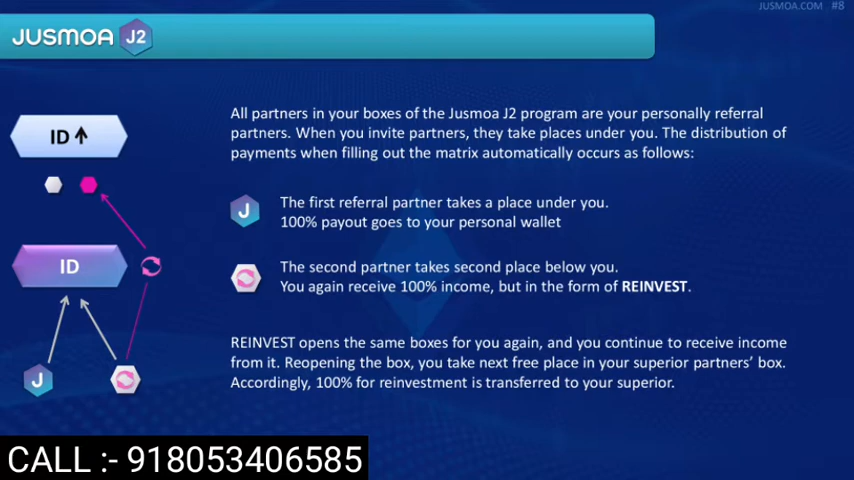 JUSMOA.COM #8
JUSMOA J2
ID
All partners in your boxes of the Jusmoa J2 program are your personally referral
partners. When you invite partners, they take places under you. The distribution of
payments when filling out the matrix automatically occurs as follows:
J
The first referral partner takes a place under you.
100% payout goes to your personal wallet
ID
The second partner takes second place below you.
You again receive 100% income, but in the form of REINVEST.
REINVEST opens the same boxes for you again, and you continue to receive income
from it. Reopening the box, you take next free place in your superior partners' box.
Accordingly, 100% for reinvestment is transferred to your superior.
J
CALL :- 918053406585